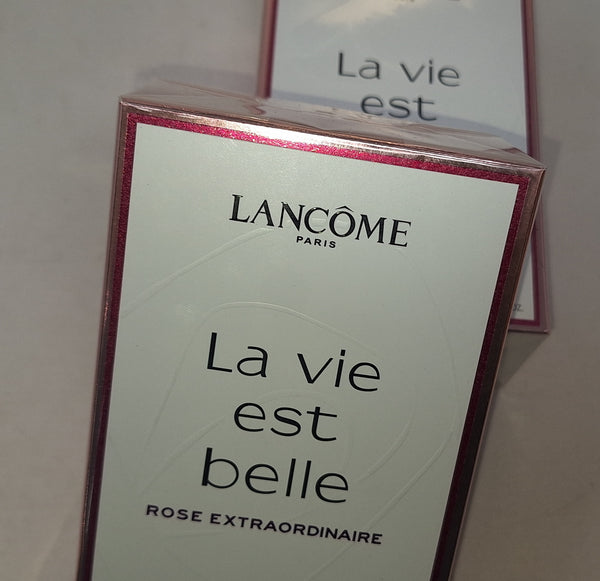 La vie
est
LANCÔME
PARIS
La vie
est
belle
ROSE EXTRAORDINAIRE